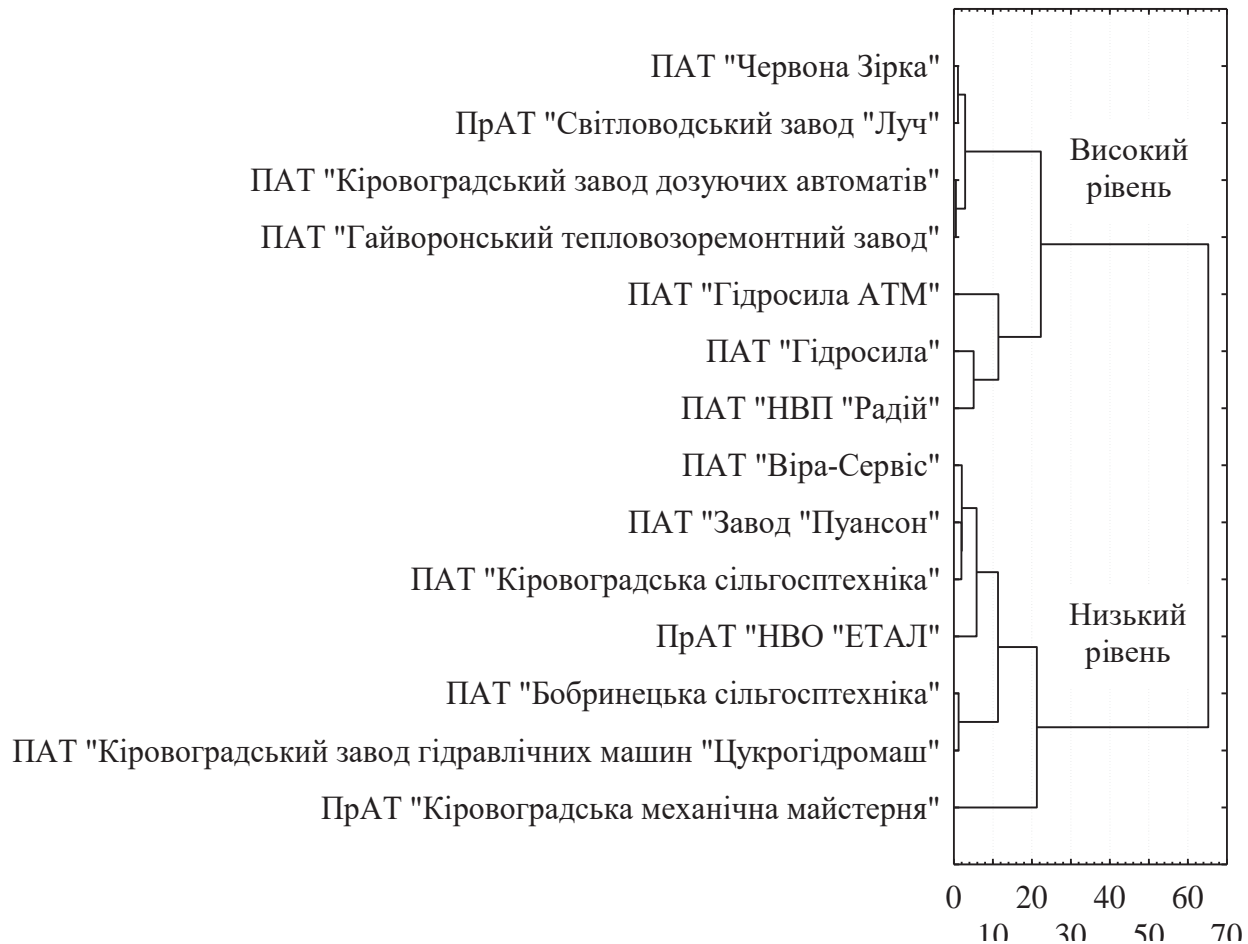 ПАТ "Червона Зірка"
ПрАТ "Світловодський завод "Луч"
ПАТ "Кіровоградський завод дозуючих автоматів"
ПАТ "Гайворонський тепловозоремонтний завод"
ПАТ "Гідросила АТМ"
ПАТ "Гідросила"
ПАТ "НВП "Радій"
ПАТ "Віра-Сервіс"
ПАТ "Завод "Пуансон"
ПАТ "Кіровоградська сільгосптехніка"
ПрАТ "НВО "ЕТАЛ"
ПАТ "Бобринецька сільгосптехніка"
ПАТ "Кіровоградський завод гідравлічних машин "Цукрогідромаш"
ПрАТ "Кіровоградська механічна майстерня"
Високий
рівень
Низький
рівень
0 20 40 60
10 30 50 70